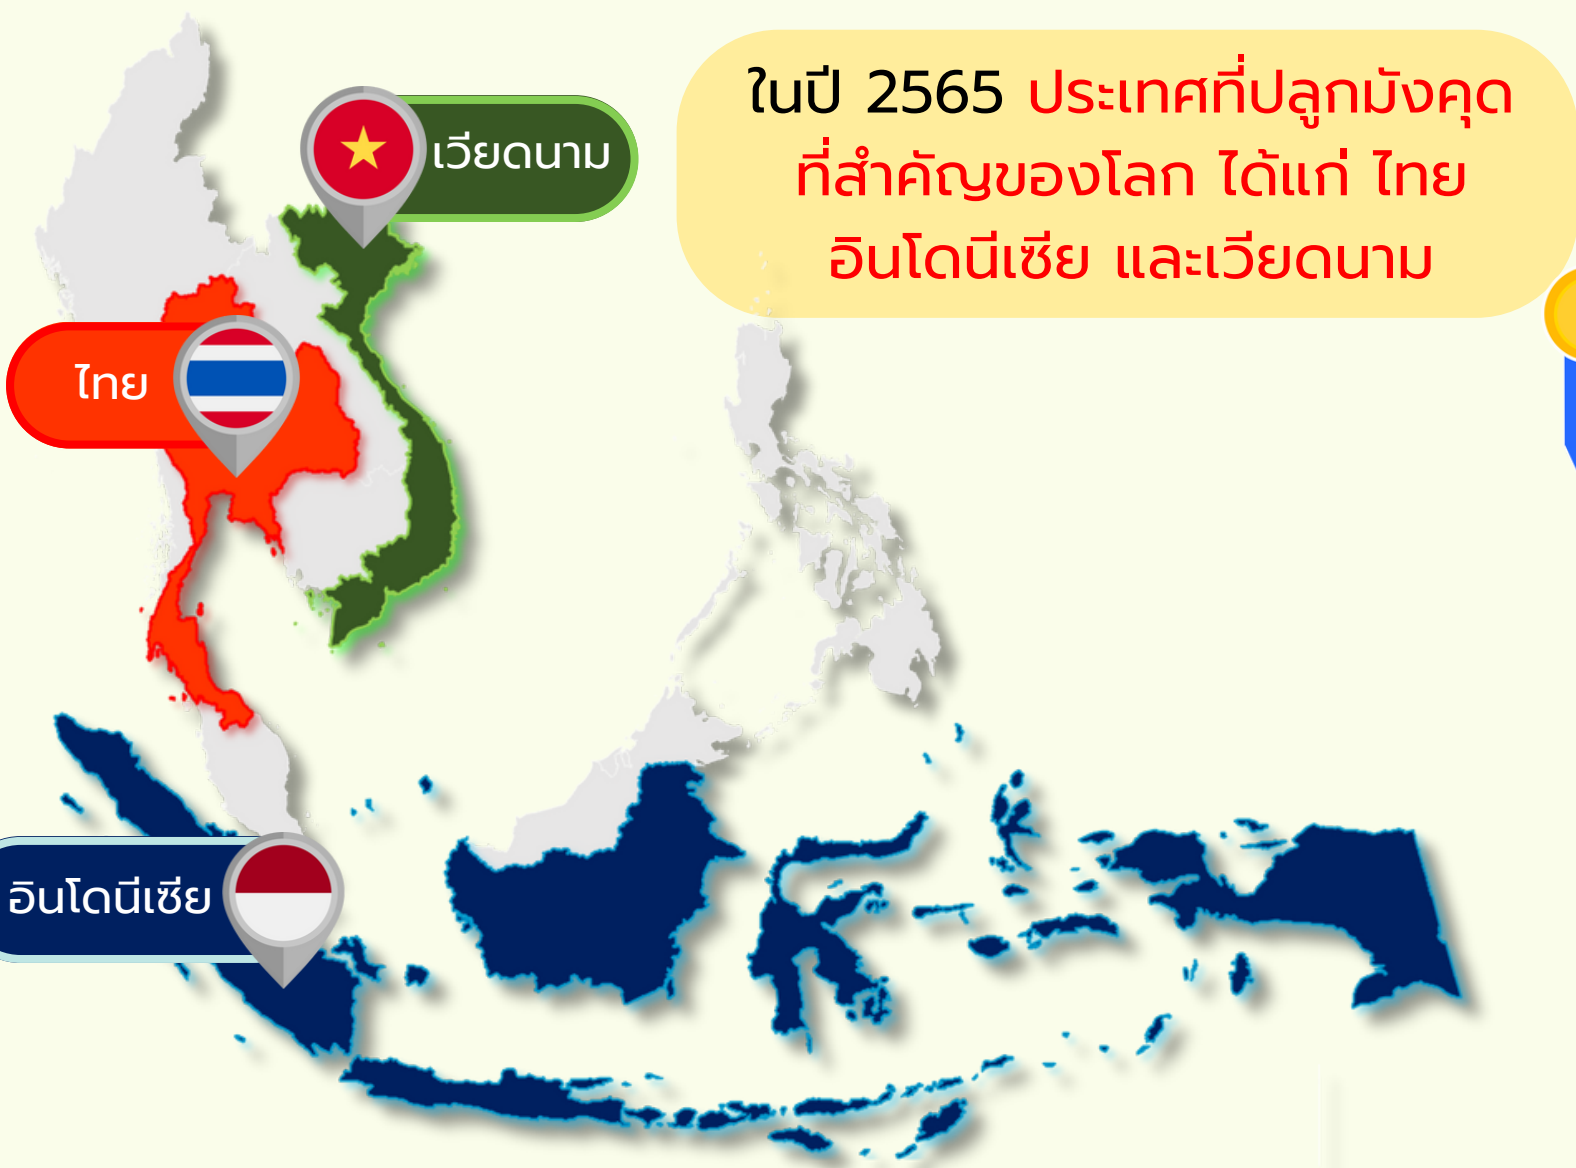 ในปี 2565 ประเทศที่ปลูกมังคุด
ที่สำคัญของโลก ได้แก่ ไทย
อินโดนีเซีย และเวียดนาม
เวียดนาม
ไทย
อินโดนีเซีย